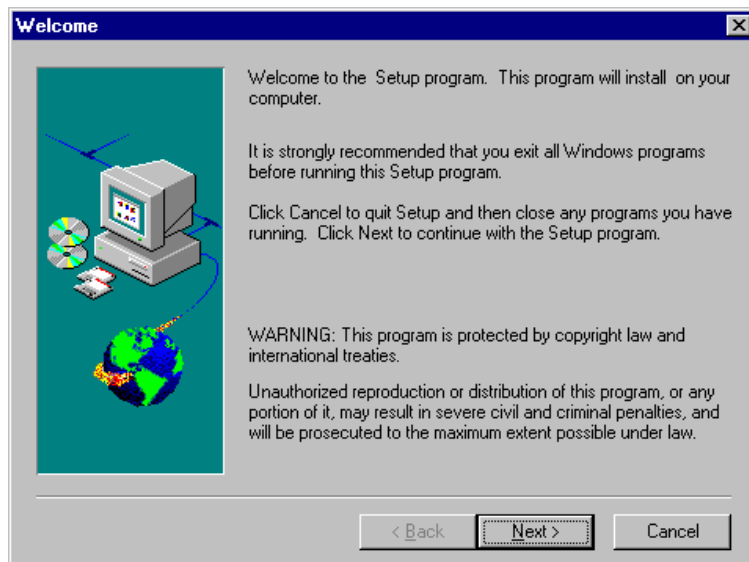 Welcome
Welcome to the  Setup program.  This program will install  on your
computer.
It is strongly recommended that you exit all Windows programs
before running this Setup program.
Click Cancel to quit Setup and then close any programs you have
running.  Click Next to continue with the Setup program.
WARNING: This program is protected by copyright law and
international treaties.
Unauthorized reproduction or distribution of this program, or any
portion of it, may result in severe civil and criminal penalties, and
will be prosecuted to the maximum extent possible under law.
< Back Next > Cancel